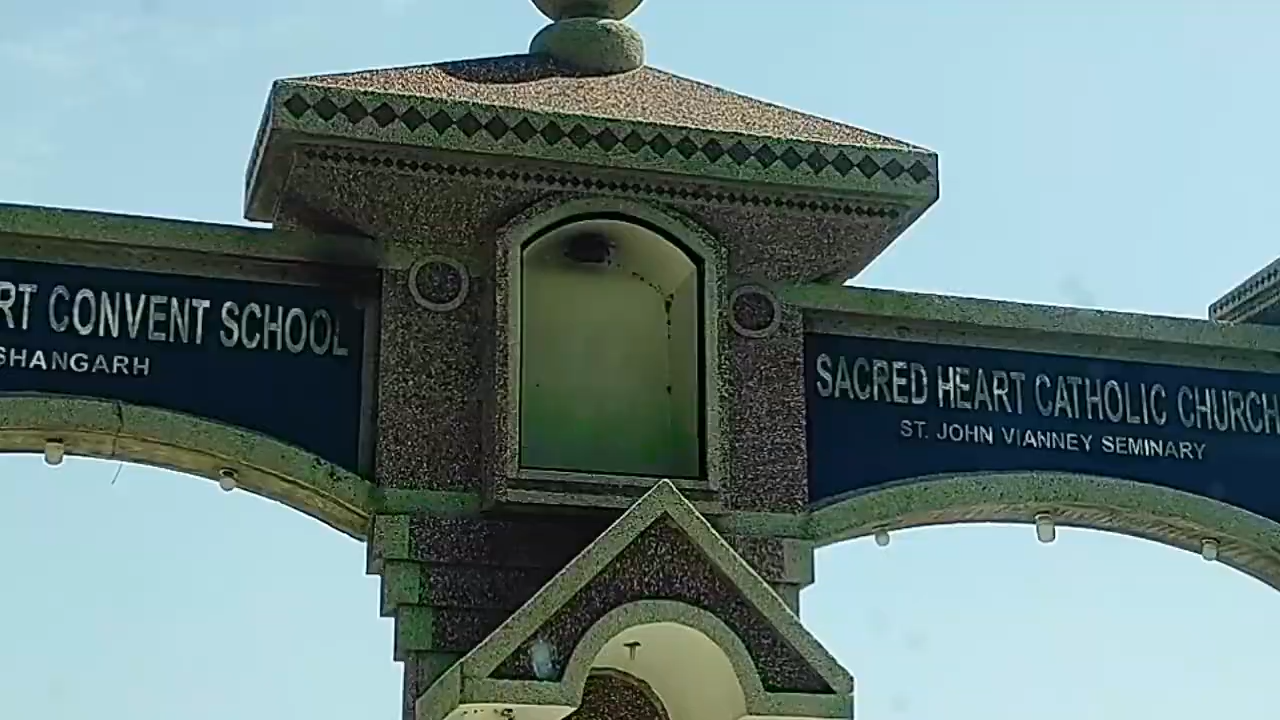 RT CONVENT SCHOOL
SHANGARH
SACRED HEART CATHOLIC CHURCH
ST. JOHN VIANNEY SEMINARY